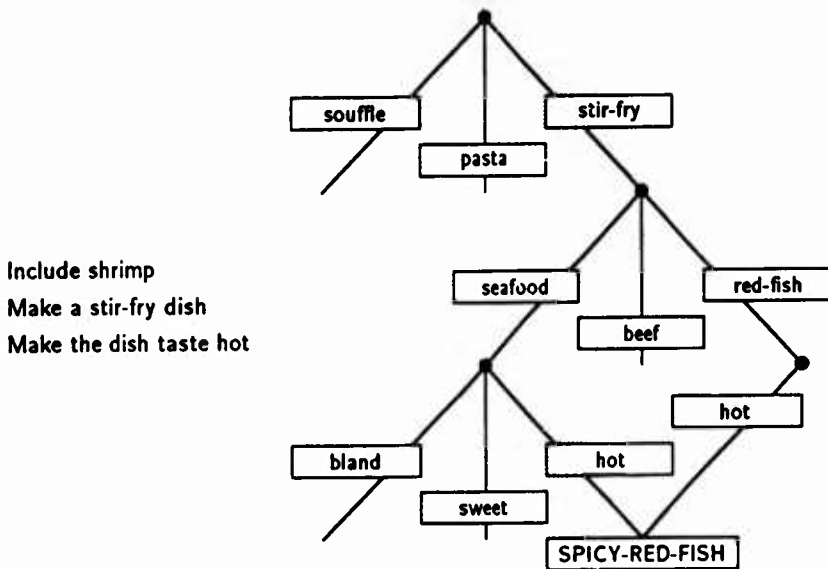 souffle
stir-fry
pasta
Include shrimp
Make a stir-fry dish
Make the dish taste hot
seafood
red-fish
beef
hot
bland
hot
sweet
SPICY-RED-FISH